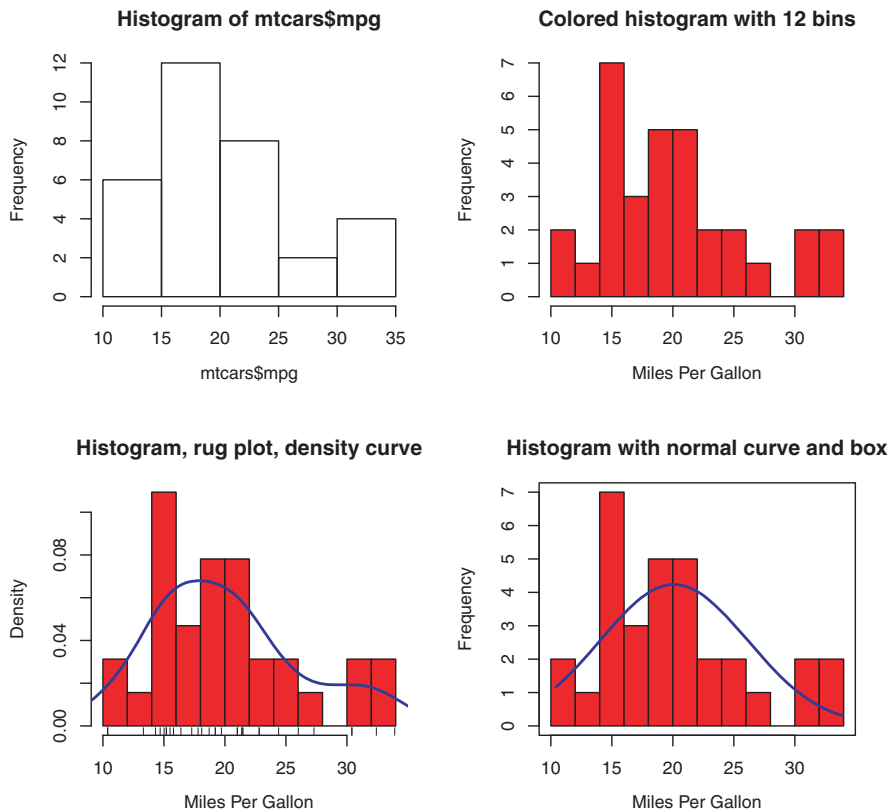 Histogram of mtcars$mpg
Frequency
0 2 4 6 8 10 12
10 15 20 25 30 35
mtcars$mpg
Colored histogram with 12 bins
Frequency
0 1 2 3 4 5 6 7
10 15 20 25 30
Miles Per Gallon
Histogram, rug plot, density curve
Density
0.00 0.04 0.08
10 15 20 25 30
Miles Per Gallon
Histogram with normal curve and box
Frequency
0 1 2 3 4 5 6 7
10 15 20 25 30
Miles Per Gallon